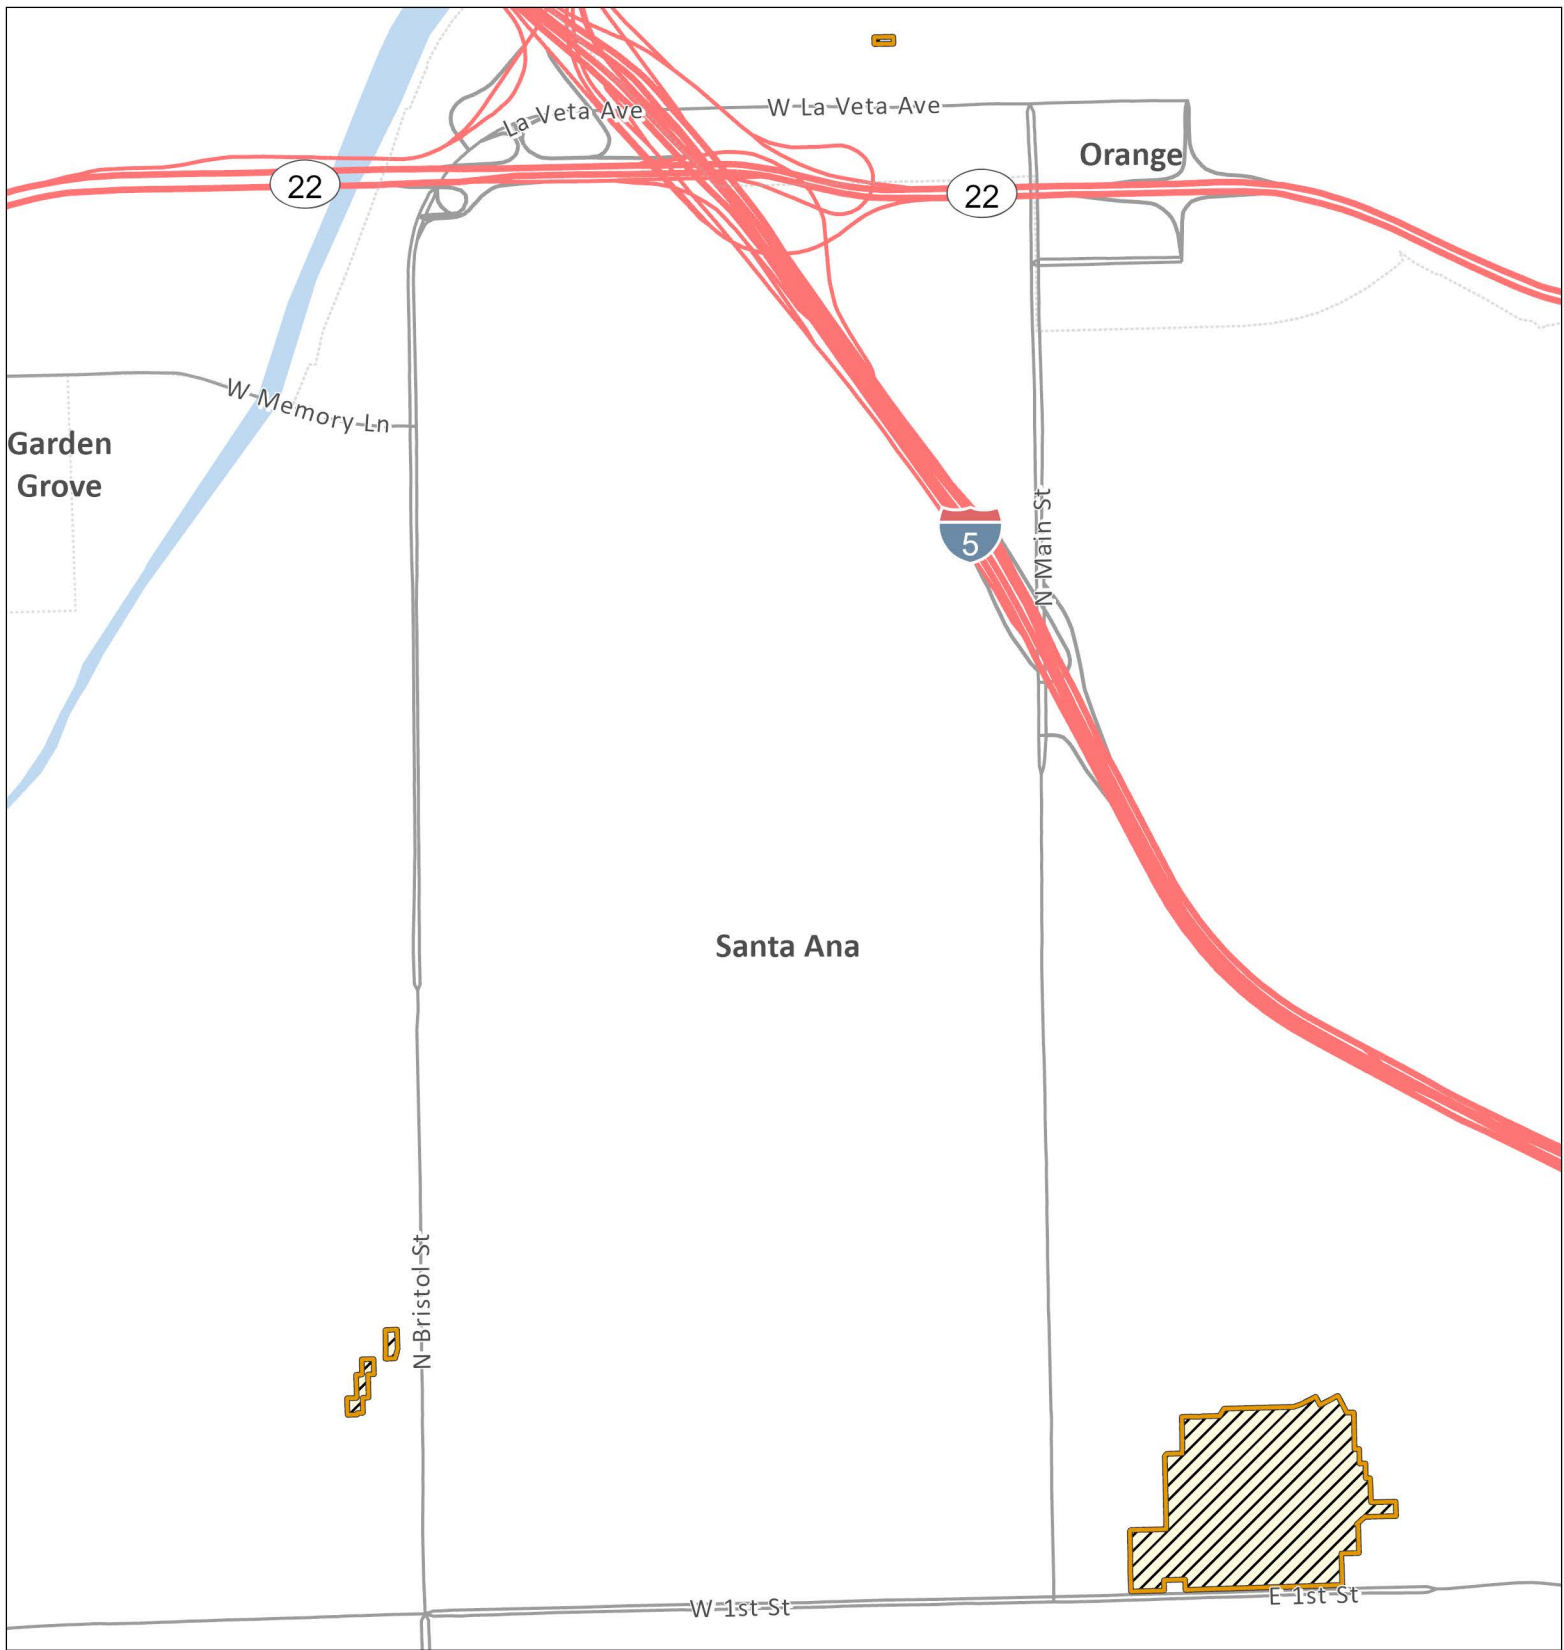 La Veta Ave
W La Veta Ave
Orange
22
22
W Memory Ln
Garden
Grove
5
N Main St
Santa Ana
N Bristol St
W 1st St
E 1st St